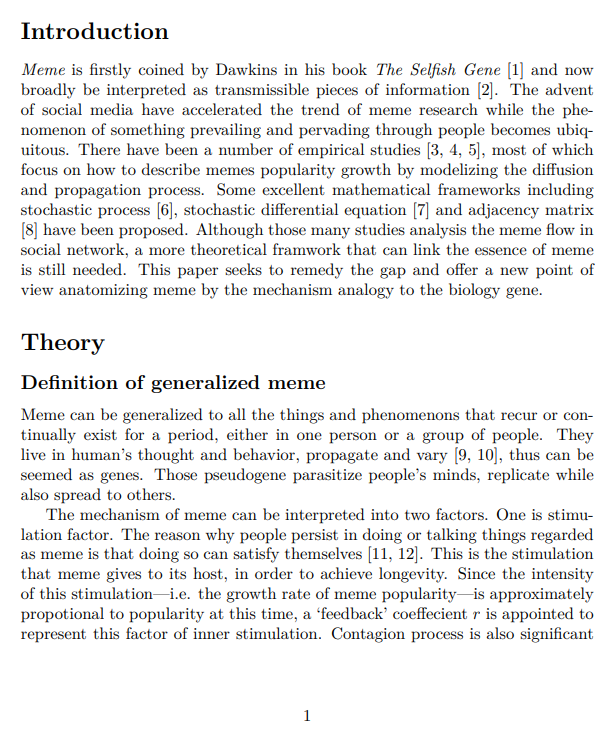 Introduction
Meme is firstly coined by Dawkins in his book The Selfish Gene [1] and now
broadly be interpreted as transmissible pieces of information [2]. The advent
of social media have accelerated the trend of meme research while the phe-
nomenon of something prevailing and pervading through people becomes ubiq-
uitous. There have been a number of empirical studies [3, 4, 5], most of which
focus on how to describe memes popularity growth by modelizing the diffusion
and propagation process. Some excellent mathematical frameworks including
stochastic process [6], stochastic differential equation [7] and adjacency matrix
[8] have been proposed. Although those many studies analysis the meme flow in
social network, a more theoretical framwork that can link the essence of meme
is still needed. This paper seeks to remedy the gap and offer a new point of
view anatomizing meme by the mechanism analogy to the biology gene.
Theory
Definition of generalized meme
Meme can be generalized to all the things and phenomenons that recur or con-
tinually exist for a period, either in one person or a group of people. They
live in human's thought and behavior, propagate and vary [9, 10], thus can be
seemed as genes. Those pseudogene parasitize people's minds, replicate while
also spread to others.
The mechanism of meme can be interpreted into two factors. One is stimu-
lation factor. The reason why people persist in doing or talking things regarded
as meme is that doing so can satisfy themselves [11, 12]. This is the stimulation
that meme gives to its host, in order to achieve longevity. Since the intensity
of this stimulation—i.e. the growth rate of meme popularity—is approximately
propotional to popularity at this time, a ‘feedback’ coeffecient r is appointed to
represent this factor of inner stimulation. Contagion process is also significant
1